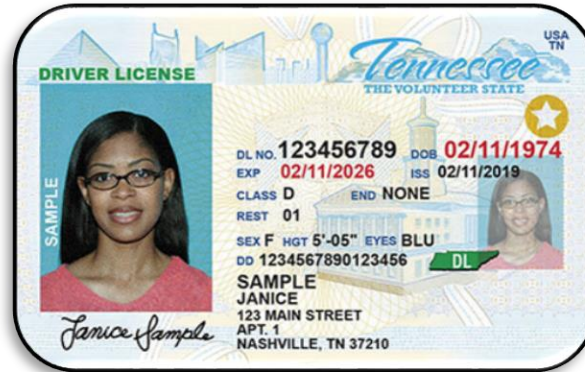 USA
TN
Tennessee
THE VOLUNTEER STATE
DRIVER LICENSE
SAMPLE
DL NO. 123456789 DOB 02/11/1974
EXP 02/11/2026 ISS 02/11/2019
CLASS D END NONE
REST 01
SEX F HGT 5'-05" EYES BLU
DD 1234567890123456 DL
SAMPLE
JANICE
123 MAIN STREET
APT. 1
NASHVILLE, TN 37210
Janice Sample